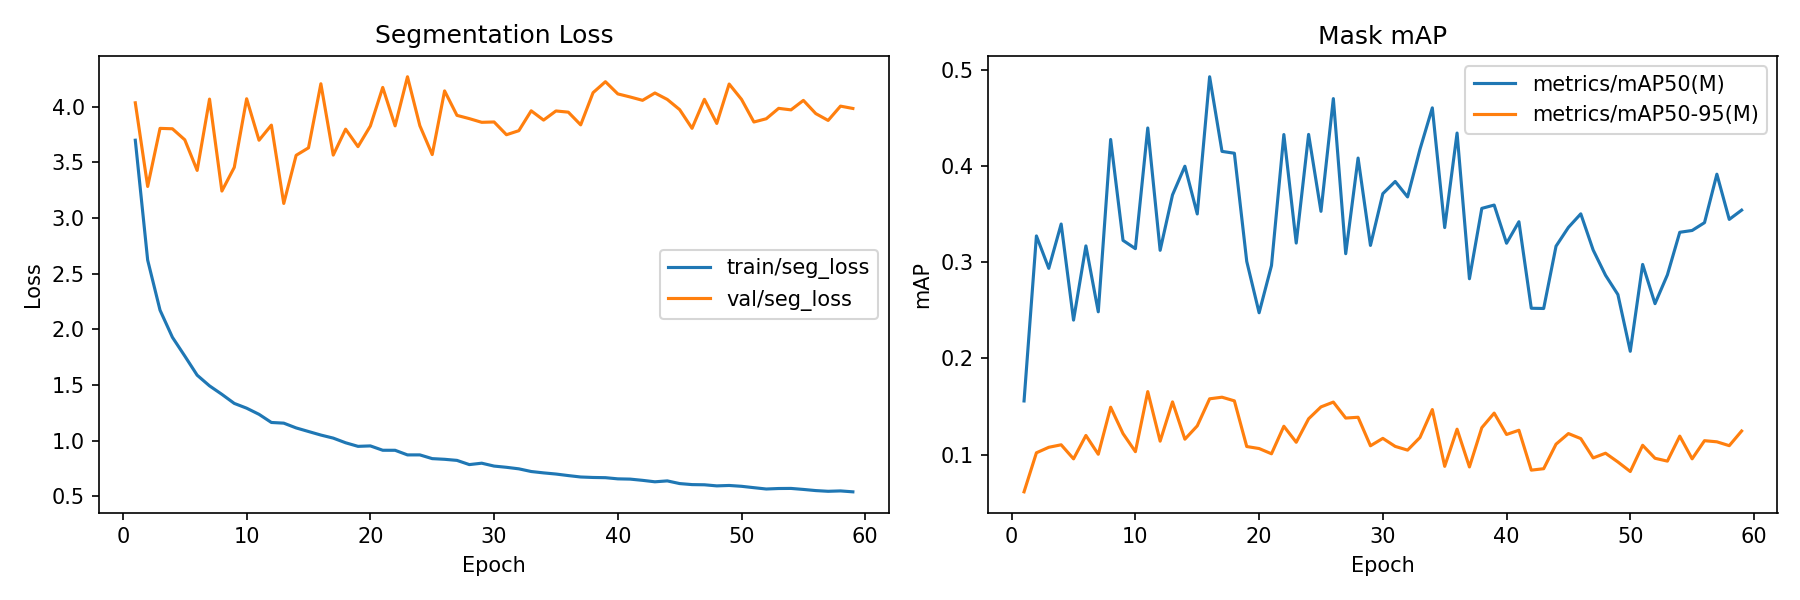 Segmentation Loss
Loss
4.0
3.5
3.0
2.5
2.0
1.5
1.0
0.5
train/seg_loss
val/seg_loss
0 10 20 30 40 50 60
Epoch
Mask mAP
mAP
0.5
0.4
0.3
0.2
0.1
metrics/mAP50(M)
metrics/mAP50-95(M)
0 10 20 30 40 50 60
Epoch